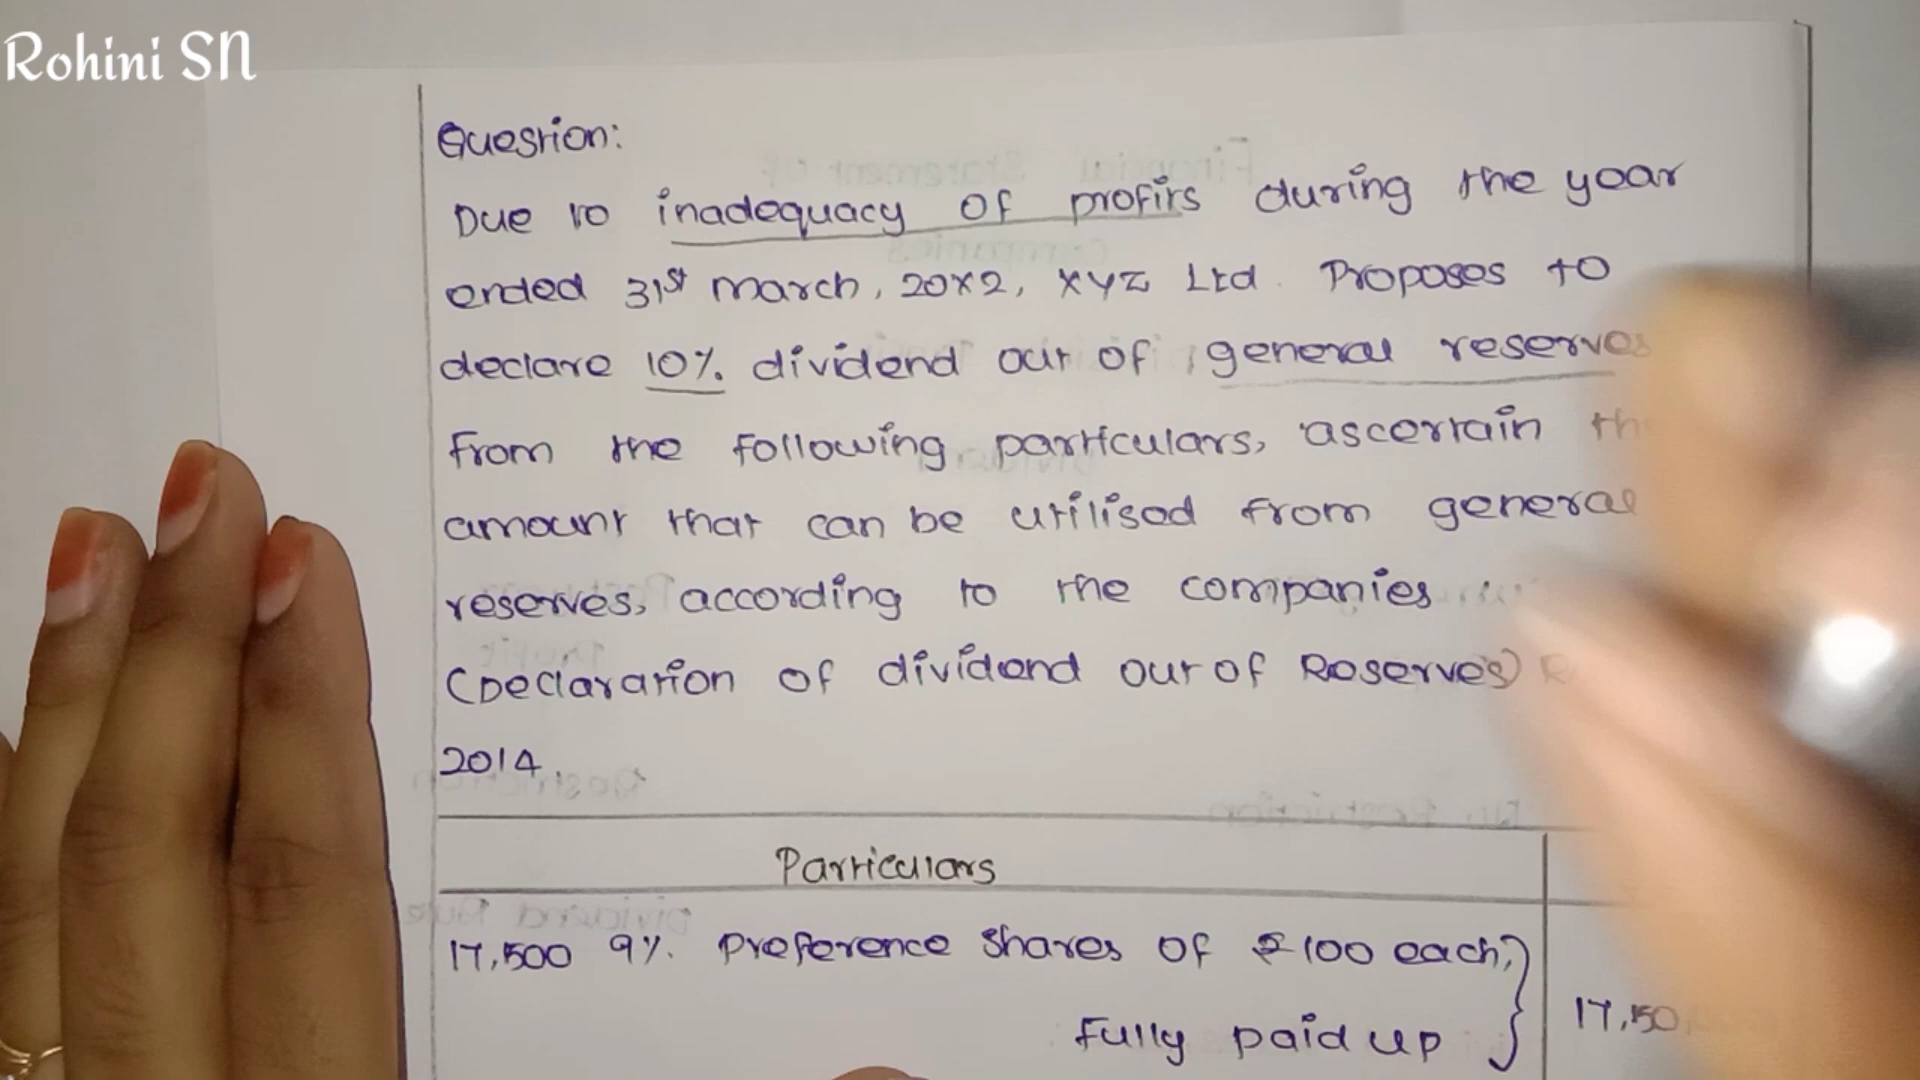 Rohini SN
Question:
Due to inadequacy of profits during the year
ended 31st march, 20x2, XYZ Ltd. Proposes to
declare 10% dividend out of general reserves
From the following particulars, ascertain
amount that can be utilised from general
reserves, according to the companies
(Declaration of dividend out of Reserves)
2014.
Particulars
17,500 9% Preference shares of ₹100 each,
Fully paid up
17,50